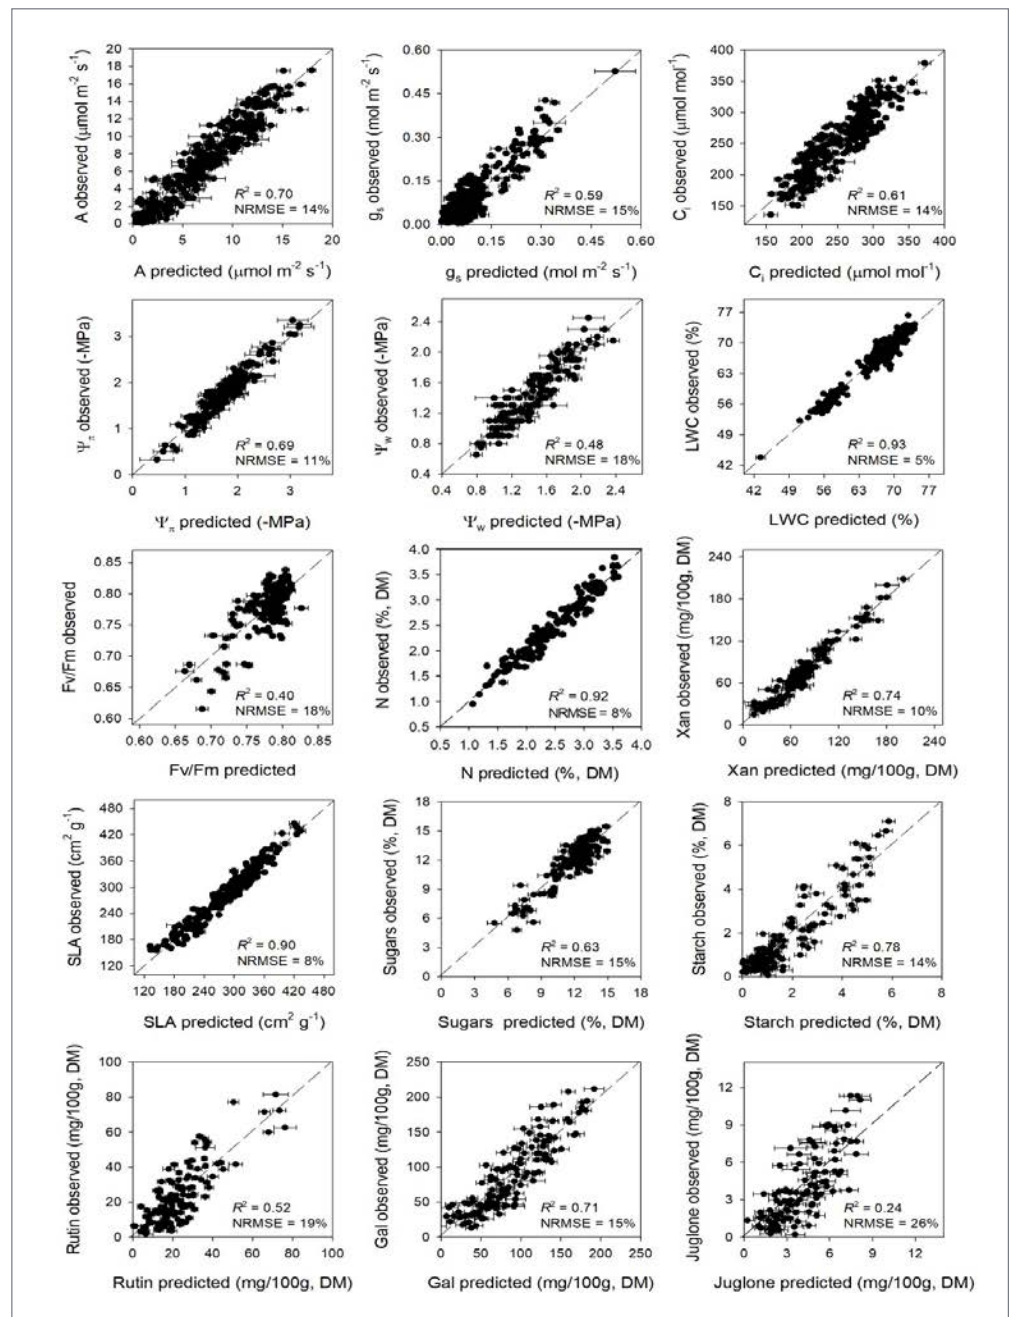 A observed (µmol m⁻² s⁻¹)
20
18
16
14
12
10
8
6
4
2
0
R² = 0.70
NRMSE = 14%
0 5 10 15 20
A predicted (µmol m⁻² s⁻¹)
gₛ observed (mol m⁻² s⁻¹)
0.60
0.45
0.30
0.15
0.00
R² = 0.59
NRMSE = 15%
0.00 0.15 0.30 0.45 0.60
gₛ predicted (mol m⁻² s⁻¹)
Cᵢ observed (µmol mol⁻¹)
400
350
300
250
200
150
R² = 0.61
NRMSE = 14%
150 200 250 300 350 400
Cᵢ predicted (µmol mol⁻¹)
Ψπ observed (-MPa)
3
2
1
0
R² = 0.69
NRMSE = 11%
0 1 2 3
Ψπ predicted (-MPa)
Ψw observed (-MPa)
2.4
2.0
1.6
1.2
0.8
0.4
R² = 0.48
NRMSE = 18%
0.4 0.8 1.2 1.6 2.0 2.4
Ψw predicted (-MPa)
LWC observed (%)
77
70
63
56
49
42
R² = 0.93
NRMSE = 5%
42 49 56 63 70 77
LWC predicted (%)
Fv/Fm observed
0.85
0.80
0.75
0.70
0.65
0.60
R² = 0.40
NRMSE = 18%
0.60 0.65 0.70 0.75 0.80 0.85
Fv/Fm predicted
N observed (%, DM)
4.0
3.5
3.0
2.5
2.0
1.5
1.0
0.5
R² = 0.92
NRMSE = 8%
0.5 1.0 1.5 2.0 2.5 3.0 3.5 4.0
N predicted (%, DM)
Xan observed (mg/100g, DM)
240
180
120
60
0
R² = 0.74
NRMSE = 10%
0 60 120 180 240
Xan predicted (mg/100g, DM)
SLA observed (cm² g⁻¹)
480
420
360
300
240
180
120
R² = 0.90
NRMSE = 8%
120 180 240 300 360 420 480
SLA predicted (cm² g⁻¹)
Sugars observed (%, DM)
18
15
12
9
6
3
0
R² = 0.63
NRMSE = 15%
0 3 6 9 12 15 18
Sugars predicted (%, DM)
Starch observed (%, DM)
8
6
4
2
0
R² = 0.78
NRMSE = 14%
0 2 4 6 8
Starch predicted (%, DM)
Rutin observed (mg/100g, DM)
100
80
60
40
20
0
R² = 0.52
NRMSE = 19%
0 20 40 60 80 100
Rutin predicted (mg/100g, DM)
Gal observed (mg/100g, DM)
250
200
150
100
50
0
R² = 0.71
NRMSE = 15%
0 50 100 150 200 250
Gal predicted (mg/100g, DM)
Juglone observed (mg/100g, DM)
12
9
6
3
0
R² = 0.24
NRMSE = 26%
0 3 6 9 12
Juglone predicted (mg/100g, DM)